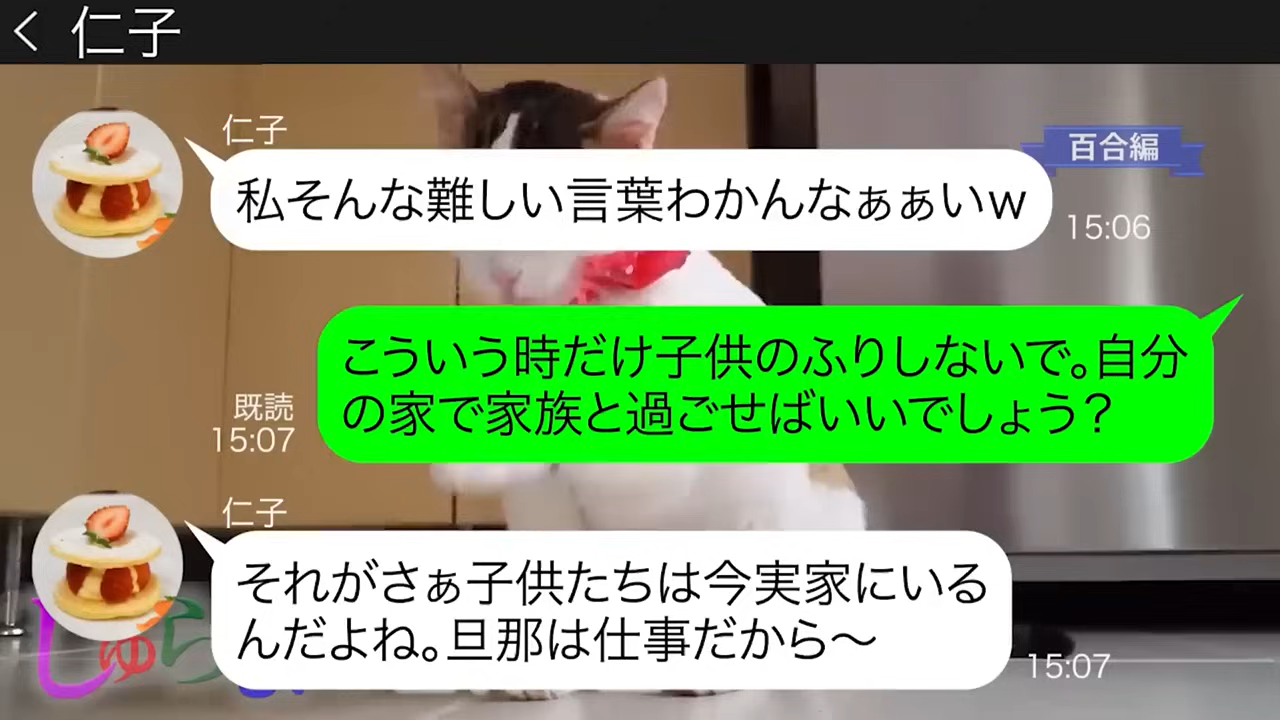 仁子
仁子
百合編
私そんな難しい言葉わかんなぁぁいw
15:06
こういう時だけ子供のふりしないで。自分
の家で家族と過ごせばいいでしょう？
既読
15:07
仁子
それがさぁ子供たちは今実家にいる
んだよね。旦那は仕事だから〜
15:07
しゅら